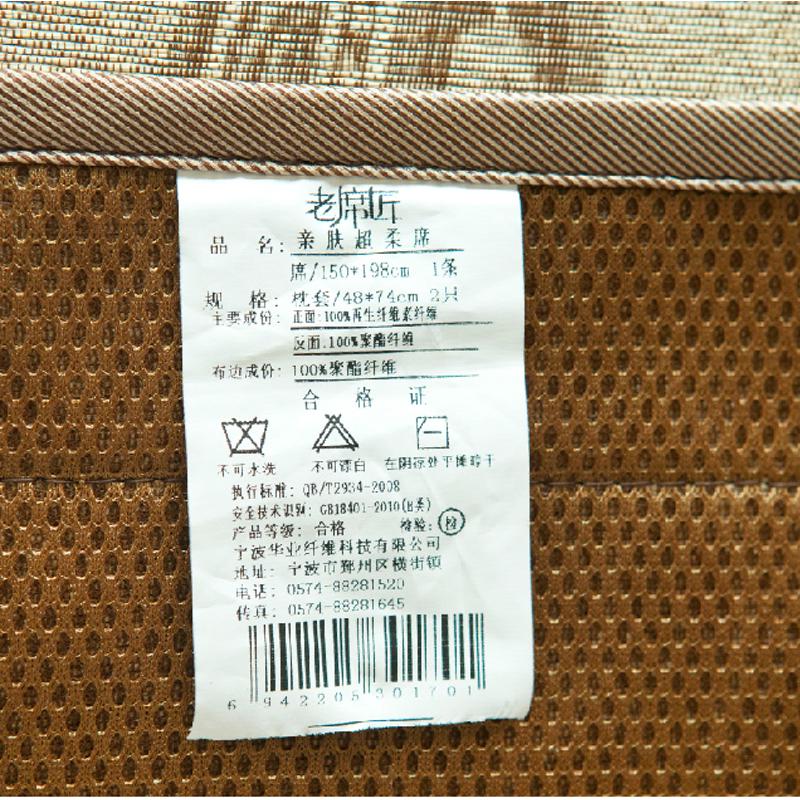 老席匠
品 名: 亲肤超柔席
席/150*198cm 1条
规 格: 枕套/48*74cm 2只
主要成份: 正面:100%再生纤维素纤维
反面:100%聚酯纤维
布边成份: 100%聚酯纤维
合 格 证
不可水洗 不可漂白 在阴凉处平摊晾干
执行标准: QB/T2934-2008
安全技术识别: GB18401-2010(B类)
产品等级: 合格 检验: 检
宁波华业纤维科技有限公司
地址: 宁波市鄞州区横街镇
电话: 0574-88281520
传真: 0574-88281645
6 942205 301701